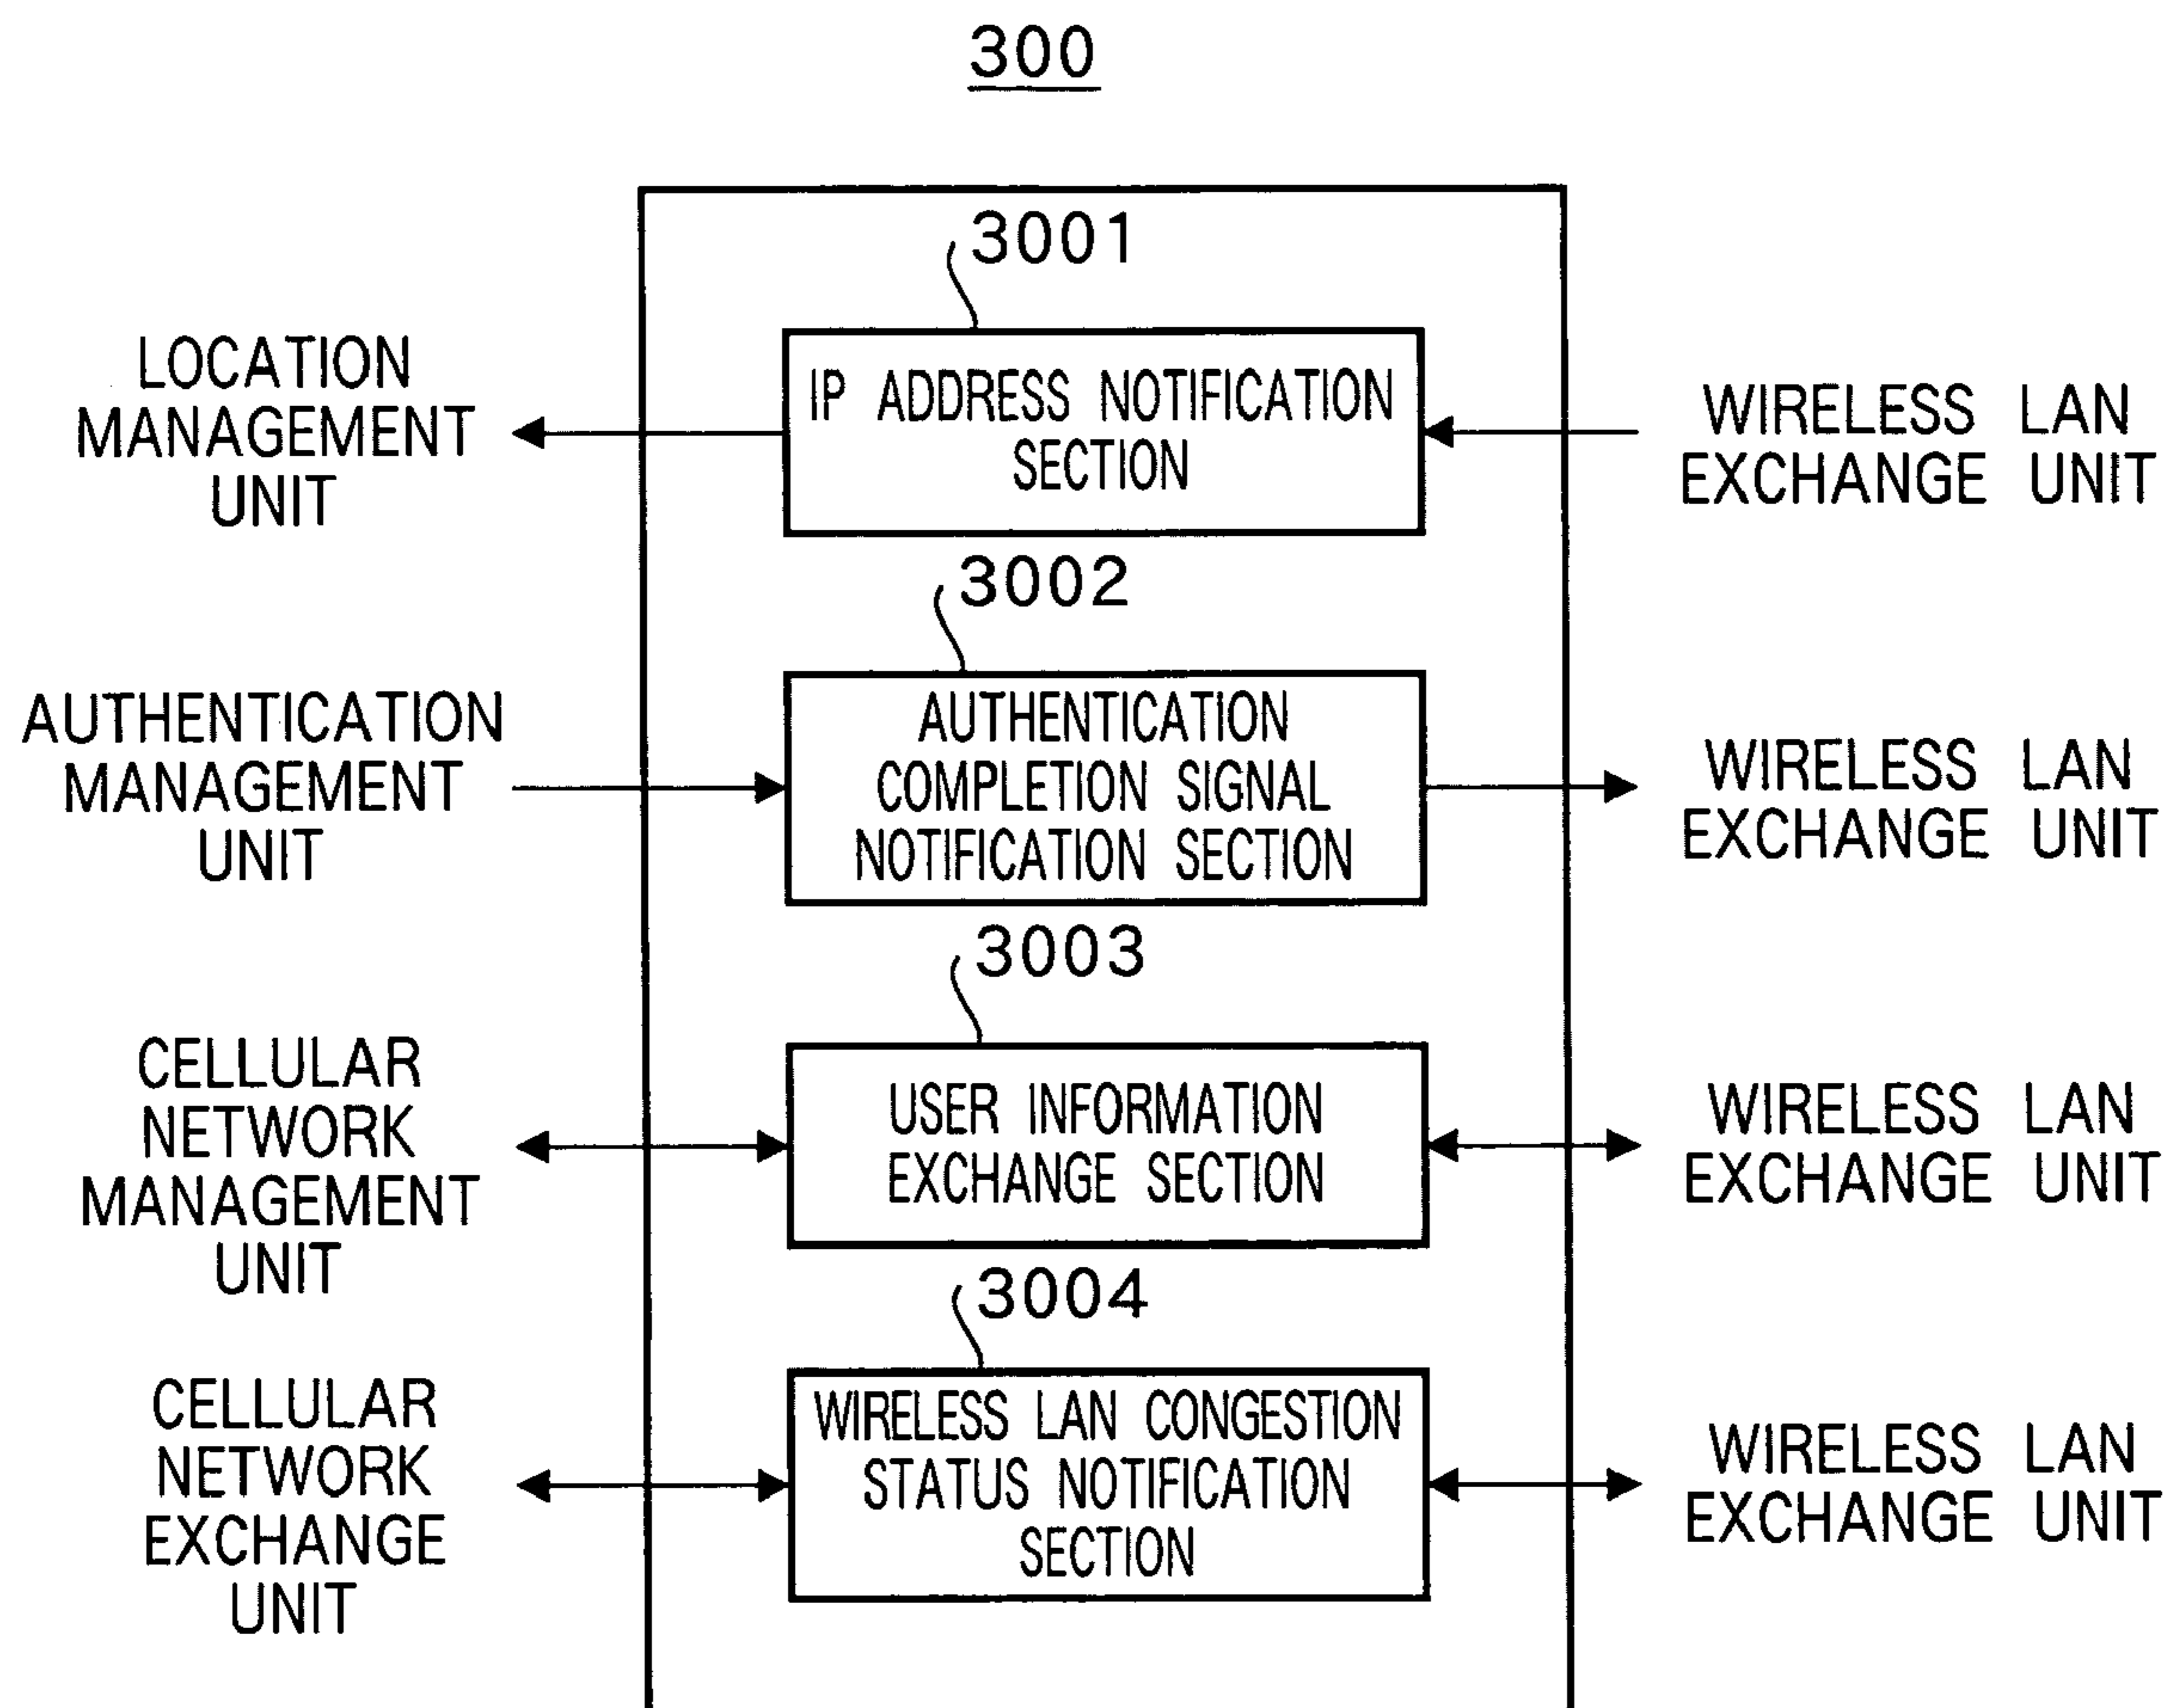 300
3001
LOCATION
MANAGEMENT
UNIT
IP ADDRESS NOTIFICATION
SECTION
WIRELESS LAN
EXCHANGE UNIT
3002
AUTHENTICATION
MANAGEMENT
UNIT
AUTHENTICATION
COMPLETION SIGNAL
NOTIFICATION SECTION
WIRELESS LAN
EXCHANGE UNIT
3003
CELLULAR
NETWORK
MANAGEMENT
UNIT
USER INFORMATION
EXCHANGE SECTION
WIRELESS LAN
EXCHANGE UNIT
3004
CELLULAR
NETWORK
EXCHANGE
UNIT
WIRELESS LAN CONGESTION
STATUS NOTIFICATION
SECTION
WIRELESS LAN
EXCHANGE UNIT